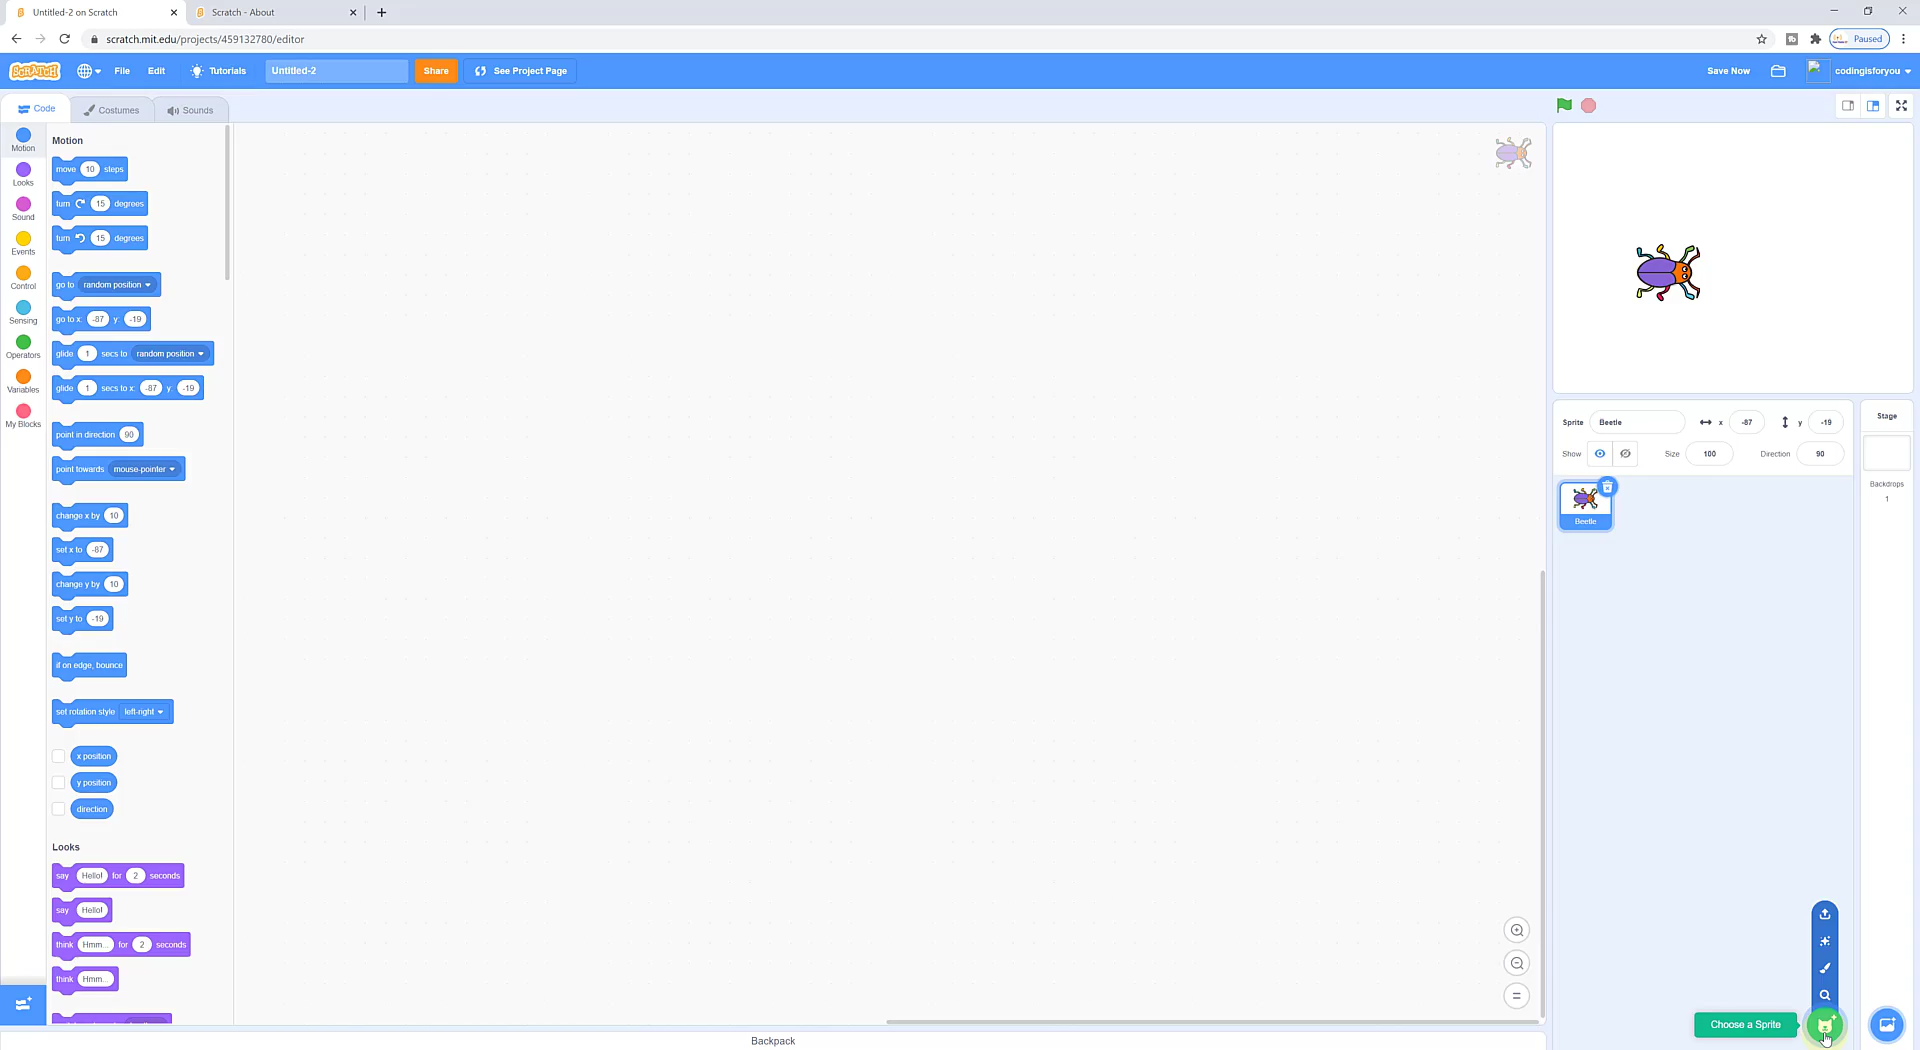 Untitled-2 on Scratch
Scratch - About
scratch.mit.edu/projects/459132780/editor
Paused
SCRATCH
File
Edit
Tutorials
Untitled-2
Share
See Project Page
Save Now
codingisforyou
Code
Costumes
Sounds
Motion
Looks
Sound
Events
Control
Sensing
Operators
Variables
My Blocks
Motion
move 10 steps
turn 15 degrees
turn 15 degrees
go to random position
go to x: -87 y: -19
glide 1 secs to random position
glide 1 secs to x: -87 y: -19
point in direction 90
point towards mouse-pointer
change x by 10
set x to -87
change y by 10
set y to -19
if on edge, bounce
set rotation style left-right
x position
y position
direction
Looks
say Hello! for 2 seconds
say Hello!
think Hmm... for 2 seconds
think Hmm...
Sprite Beetle x -87 y -19
Show Size 100 Direction 90
Beetle
Stage
Backdrops
1
Choose a Sprite
Backpack